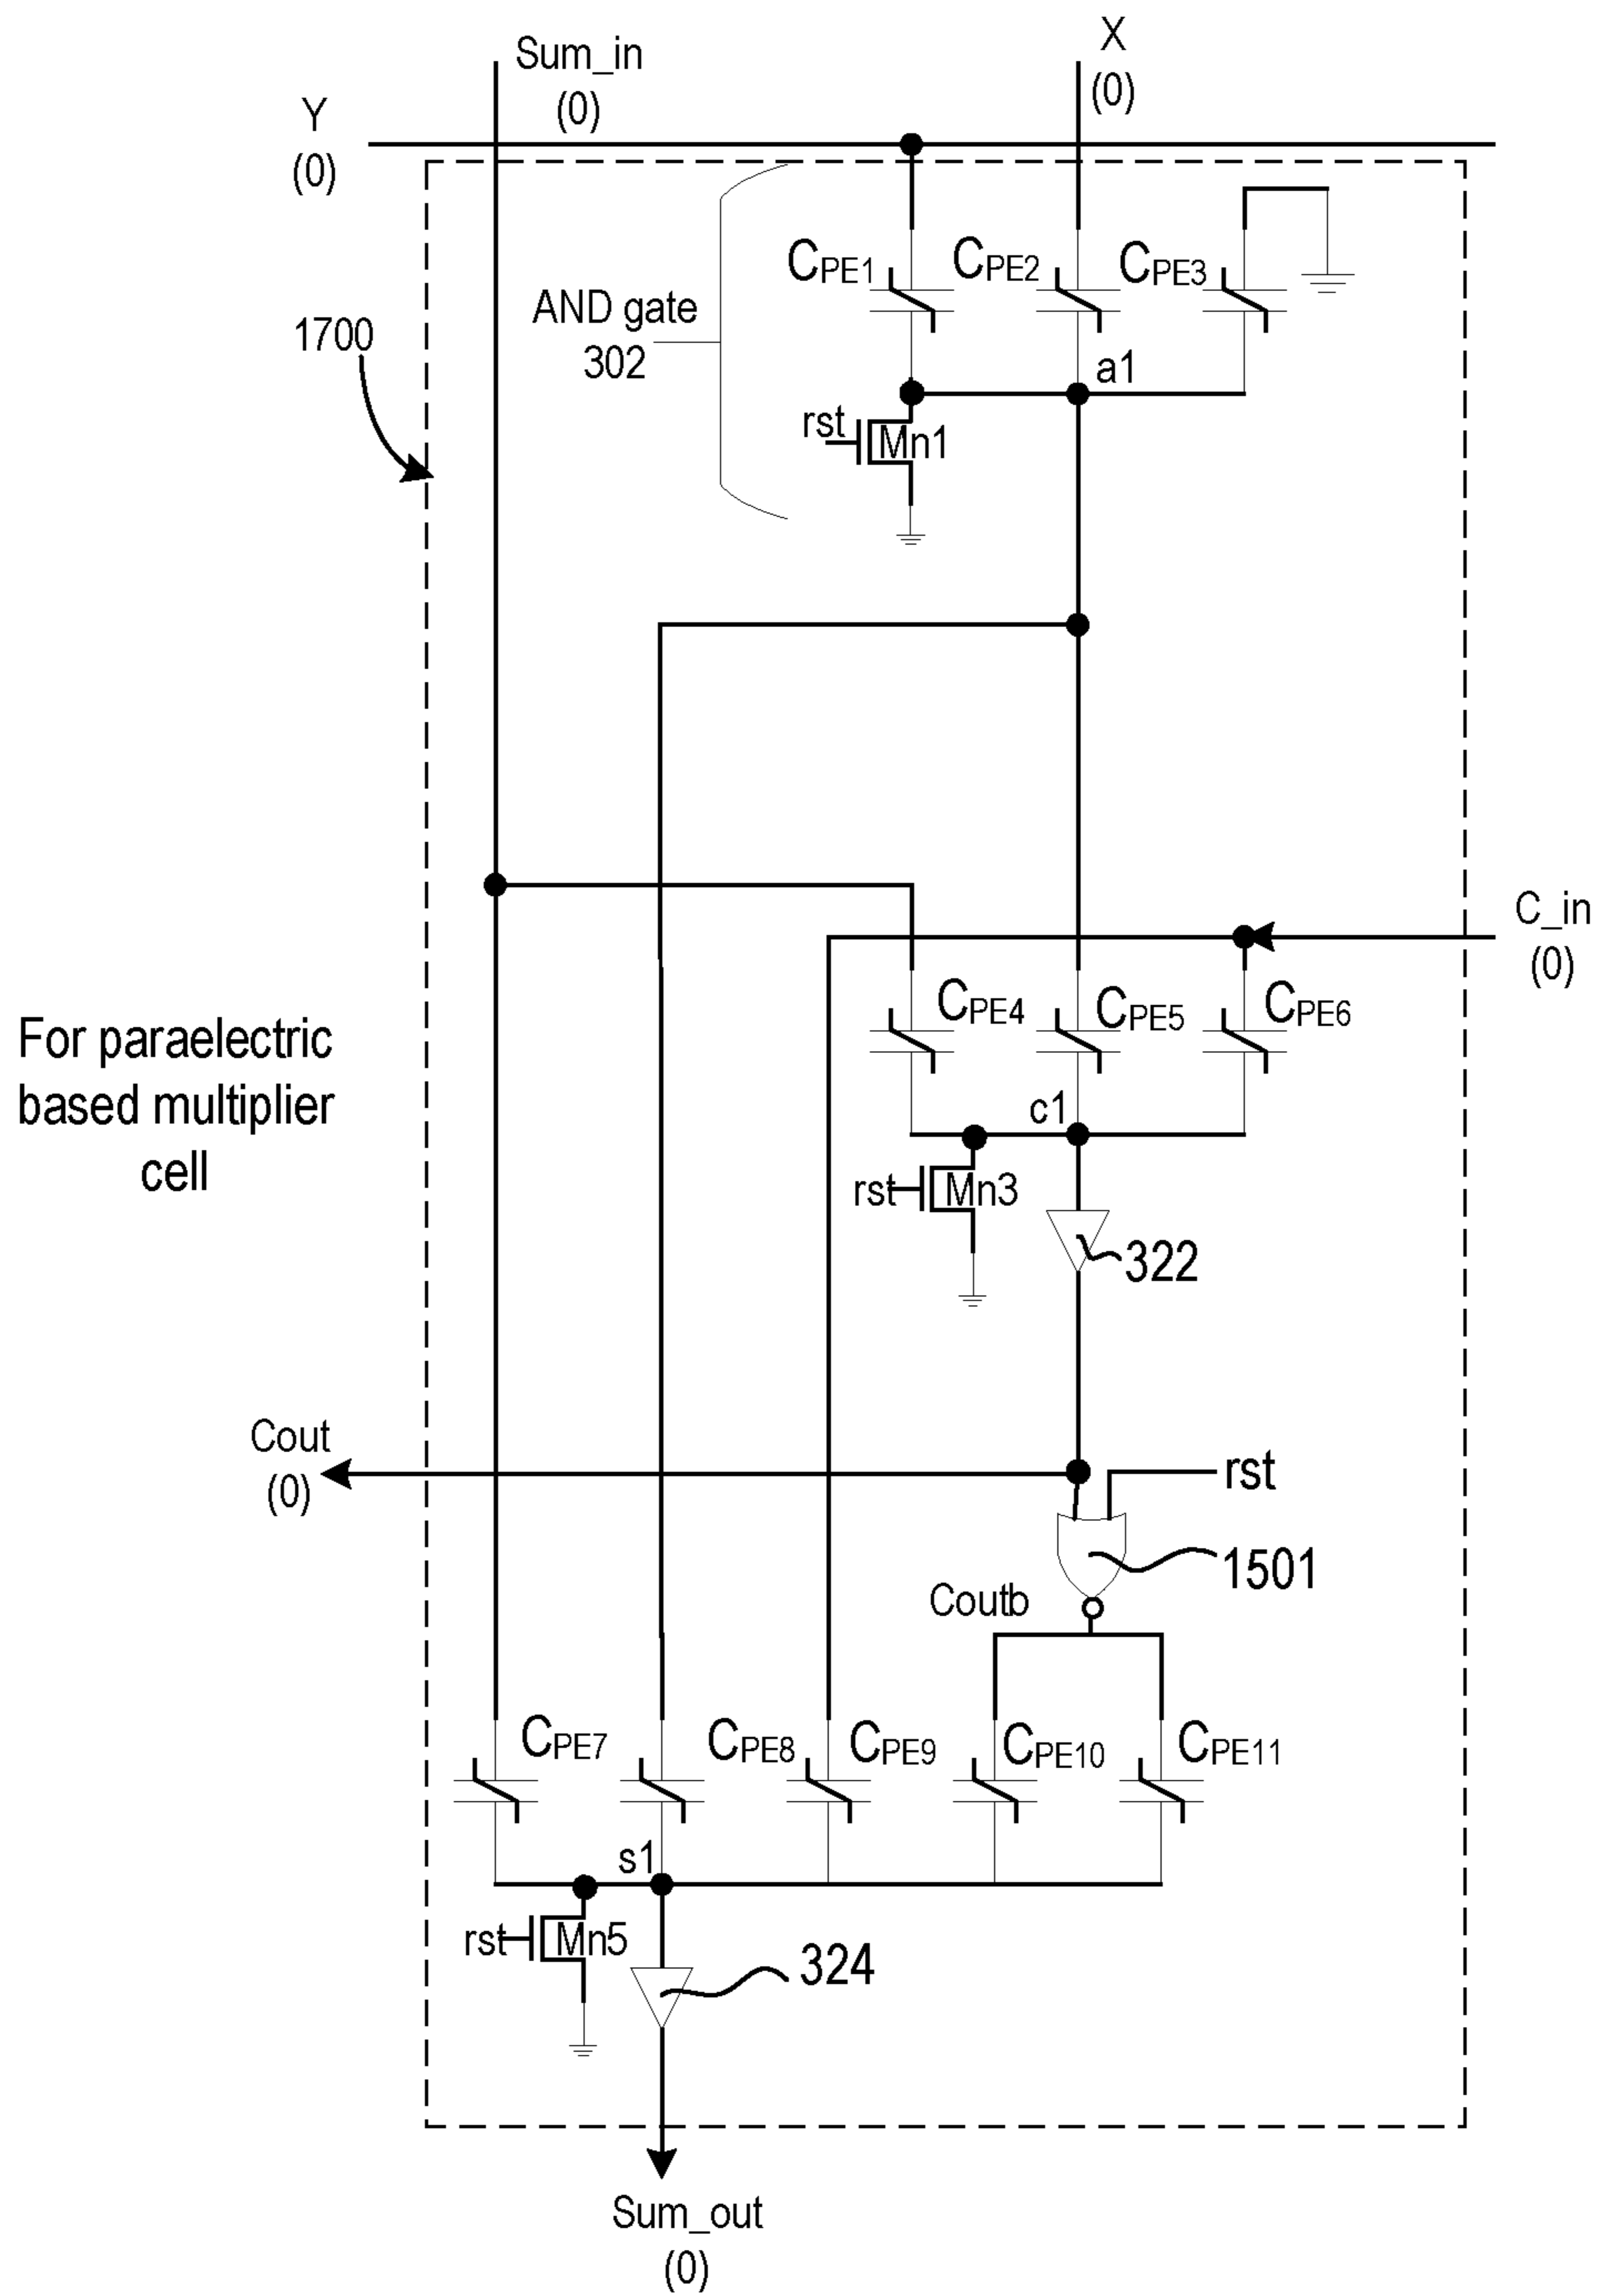 Sum_in
(0)
X
(0)
Y
(0)
CPE1
CPE2
CPE3
AND gate
302
1700
a1
rst
Mn1
C_in
(0)
CPE4
CPE5
CPE6
For paraelectric
based multiplier
cell
c1
rst
Mn3
322
Cout
(0)
rst
1501
Coutb
CPE7
CPE8
CPE9
CPE10
CPE11
s1
rst
Mn5
324
Sum_out
(0)